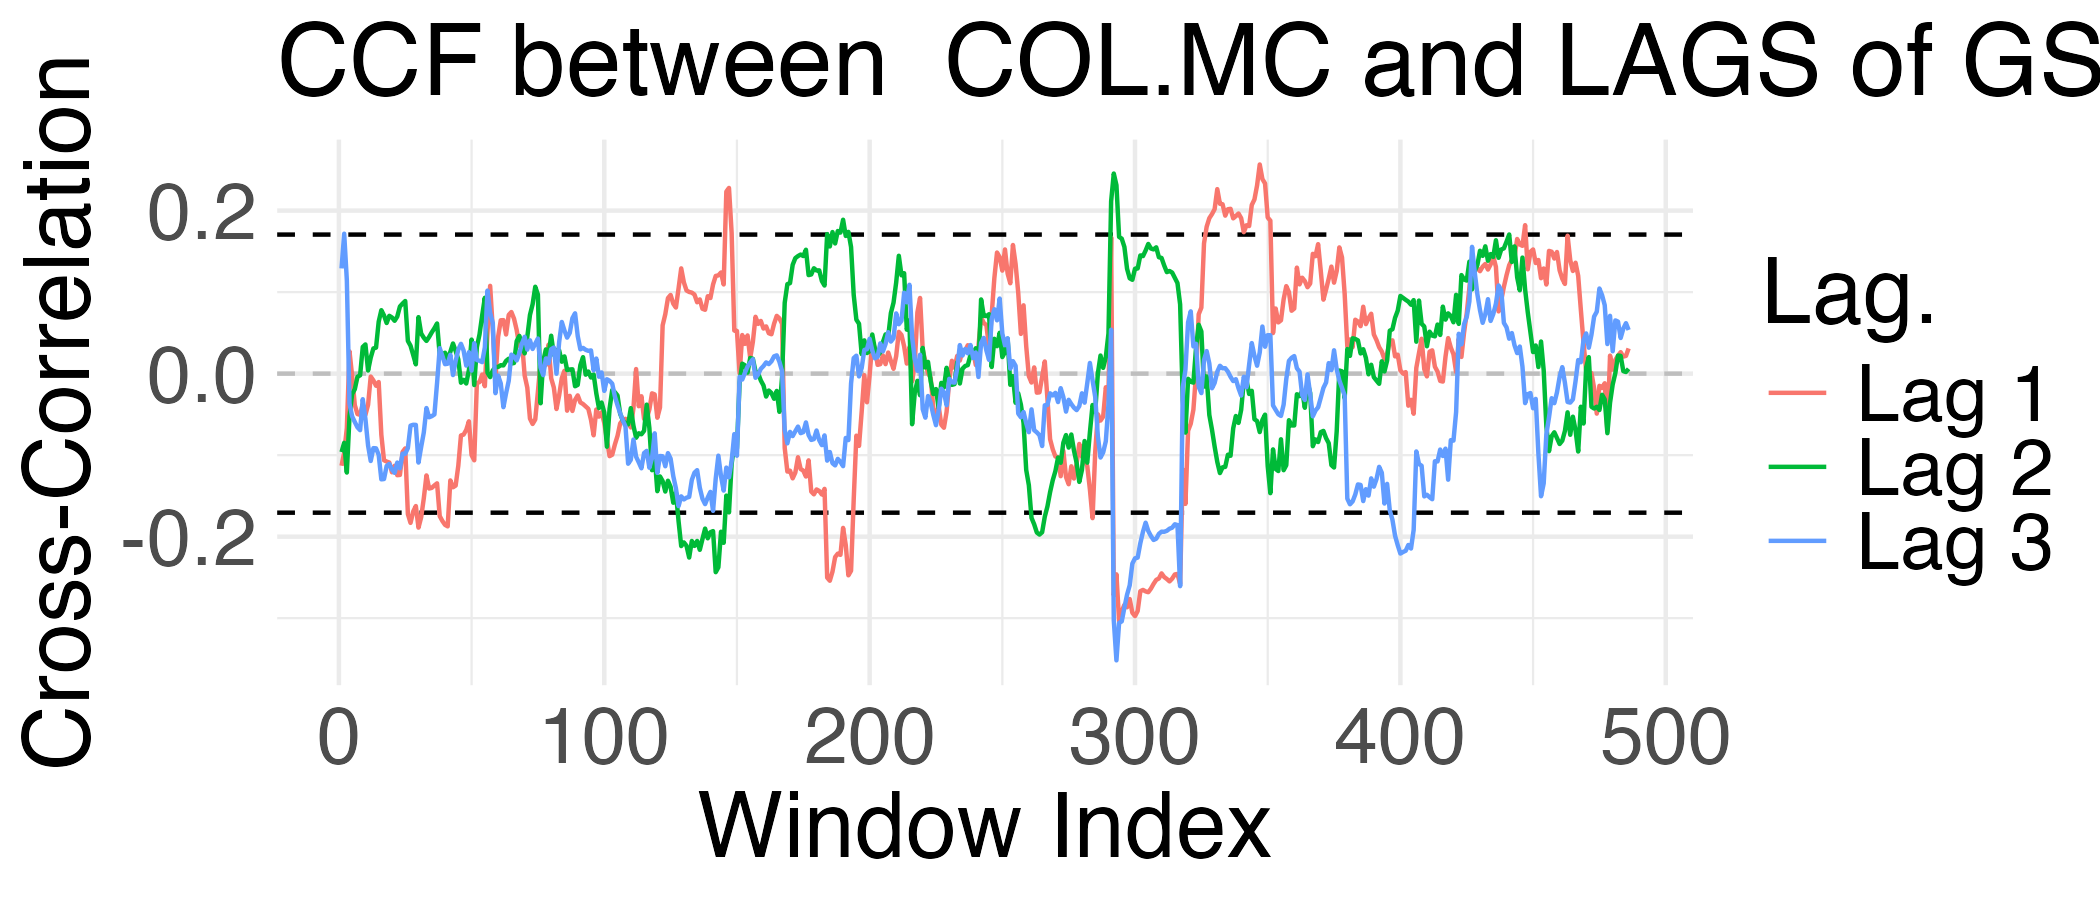 CCF between  COL.MC and LAGS of GS
Cross-Correlation
0.2
0.0
-0.2
0 100 200 300 400 500
Window Index
Lag.
Lag 1
Lag 2
Lag 3